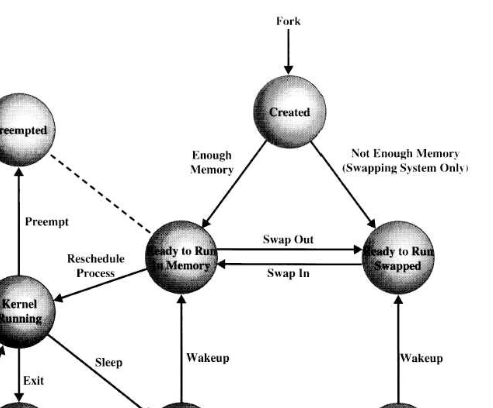 Fork
Created
reempted
Enough
Memory
Not Enough Memory
(Swapping System Only)
Preempt
Swap Out
eady to Run
In Memory
eady to Run
Swapped
Reschedule
Process
Swap In
Kernel
unning
Sleep
Wakeup
Wakeup
Exit